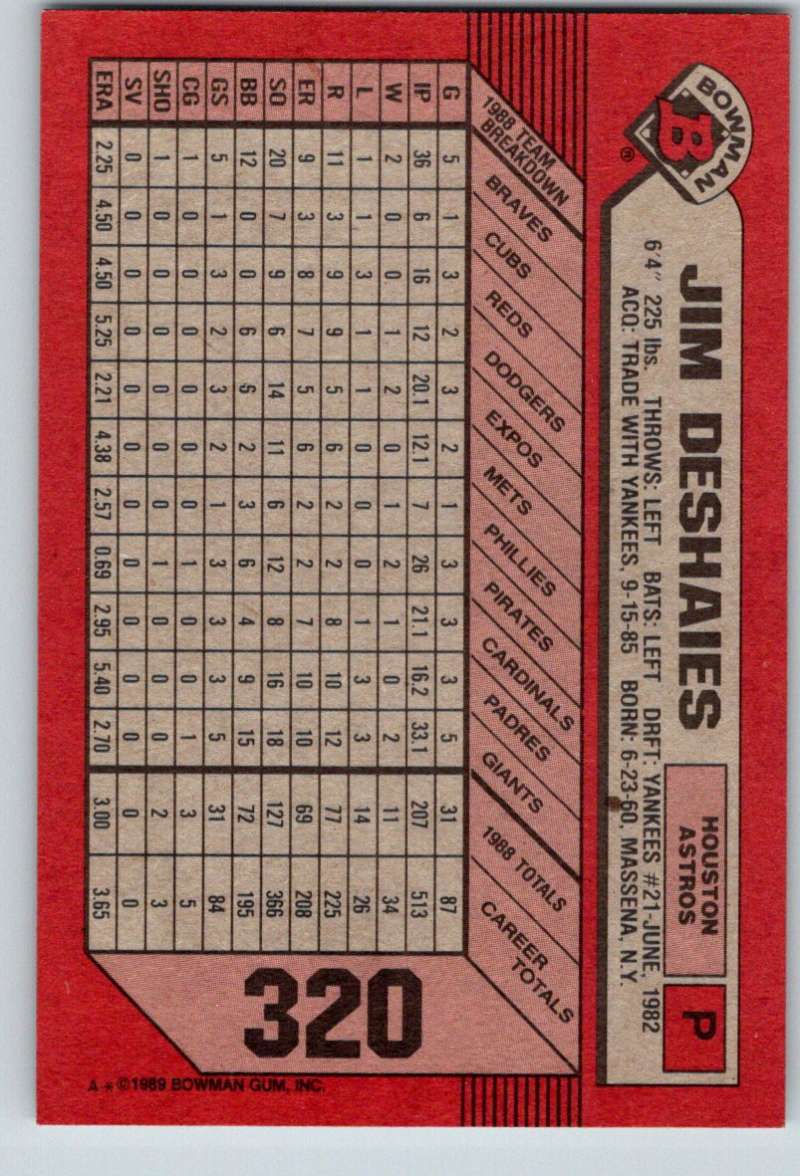 BOWMAN
B
®
JIM DESHAIES
HOUSTON
ASTROS
P
6'4" 225 lbs. THROWS: LEFT BATS: LEFT DRFT: YANKEES #21-JUNE, 1982
ACQ: TRADE WITH YANKEES, 9-15-85 BORN: 6-23-60, MASSENA, N.Y.
1988 TEAM
BREAKDOWN BRAVES CUBS REDS DODGERS EXPOS METS PHILLIES PIRATES CARDINALS PADRES GIANTS 1988 TOTALS CAREER
TOTALS
G 5 1 3 2 3 2 1 3 3 3 5 31 87
IP 36 6 16 12 20.1 12.1 7 26 21.1 16.2 33.1 207 513
W 2 0 0 1 2 0 1 2 1 0 2 11 34
L 1 1 3 1 1 0 0 0 1 3 3 14 26
R 11 3 9 9 5 6 2 2 8 10 12 77 225
ER 9 3 8 7 5 6 2 2 7 10 10 69 208
SO 20 7 9 6 14 11 6 12 8 16 18 127 366
BB 12 0 0 6 6 2 3 6 4 9 15 72 195
GS 5 1 3 2 3 2 1 3 3 3 5 31 84
CG 1 0 0 0 0 0 0 1 0 0 1 3 5
SHO 1 0 0 0 0 0 0 1 0 0 0 2 3
SV 0 0 0 0 0 0 0 0 0 0 0 0 0
ERA 2.25 4.50 4.50 5.25 2.21 4.38 2.57 0.69 2.95 5.40 2.70 3.00 3.65
320
A * ©1989 BOWMAN GUM, INC.